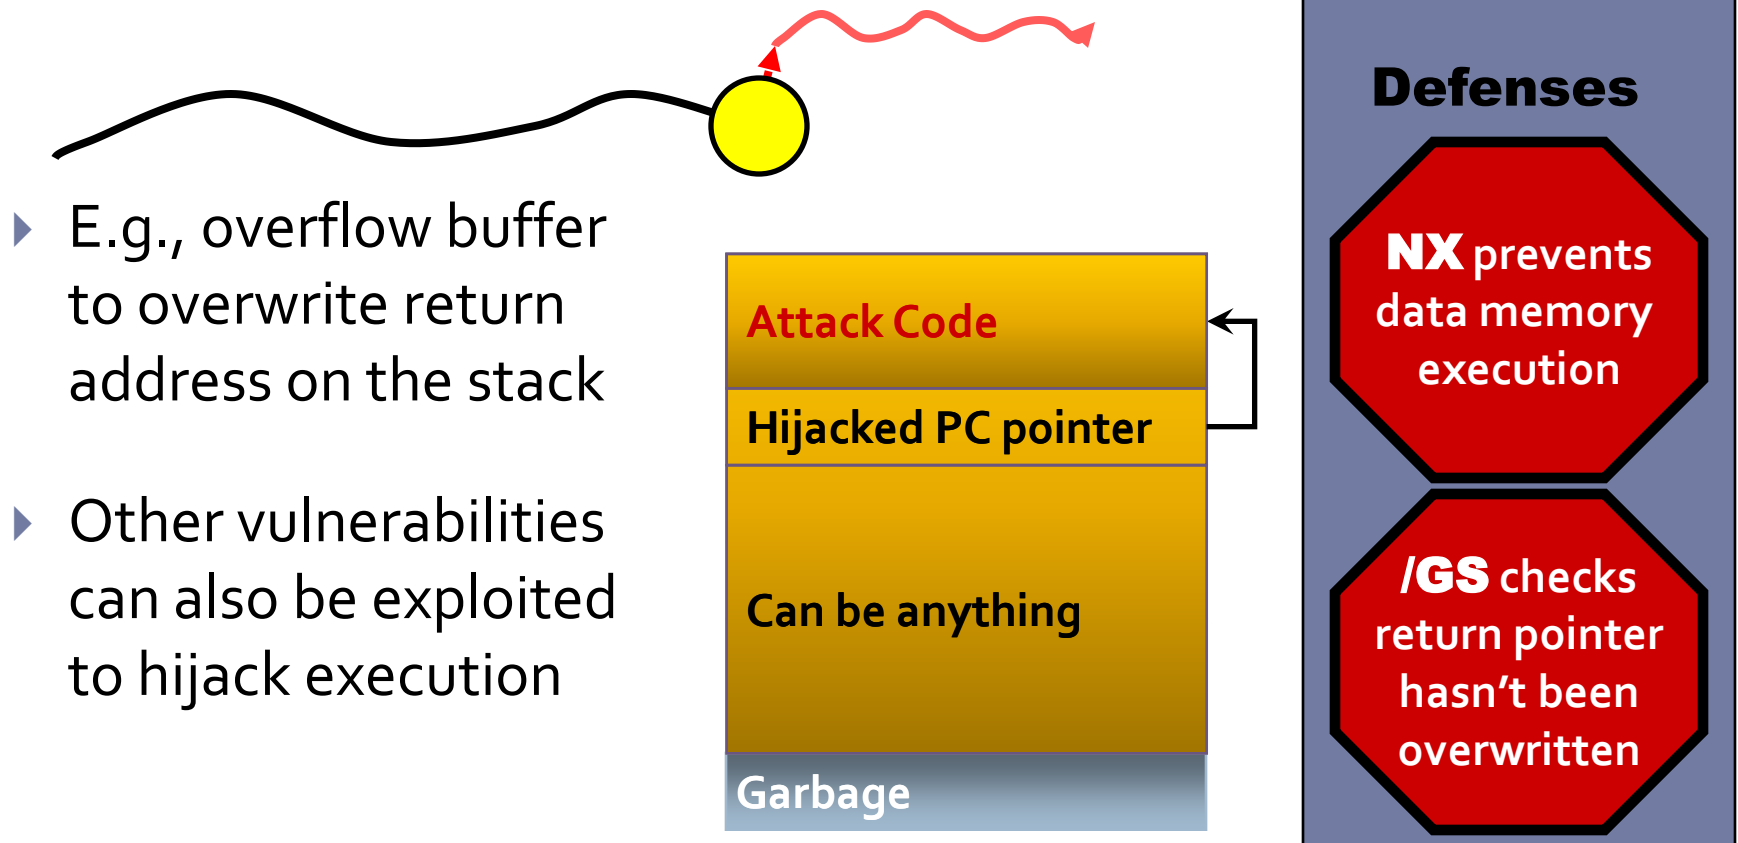 E.g., overflow buffer
to overwrite return
address on the stack
Other vulnerabilities
can also be exploited
to hijack execution
Attack Code
Hijacked PC pointer
Can be anything
Garbage
Defenses
NX prevents
data memory
execution
/GS checks
return pointer
hasn’t been
overwritten